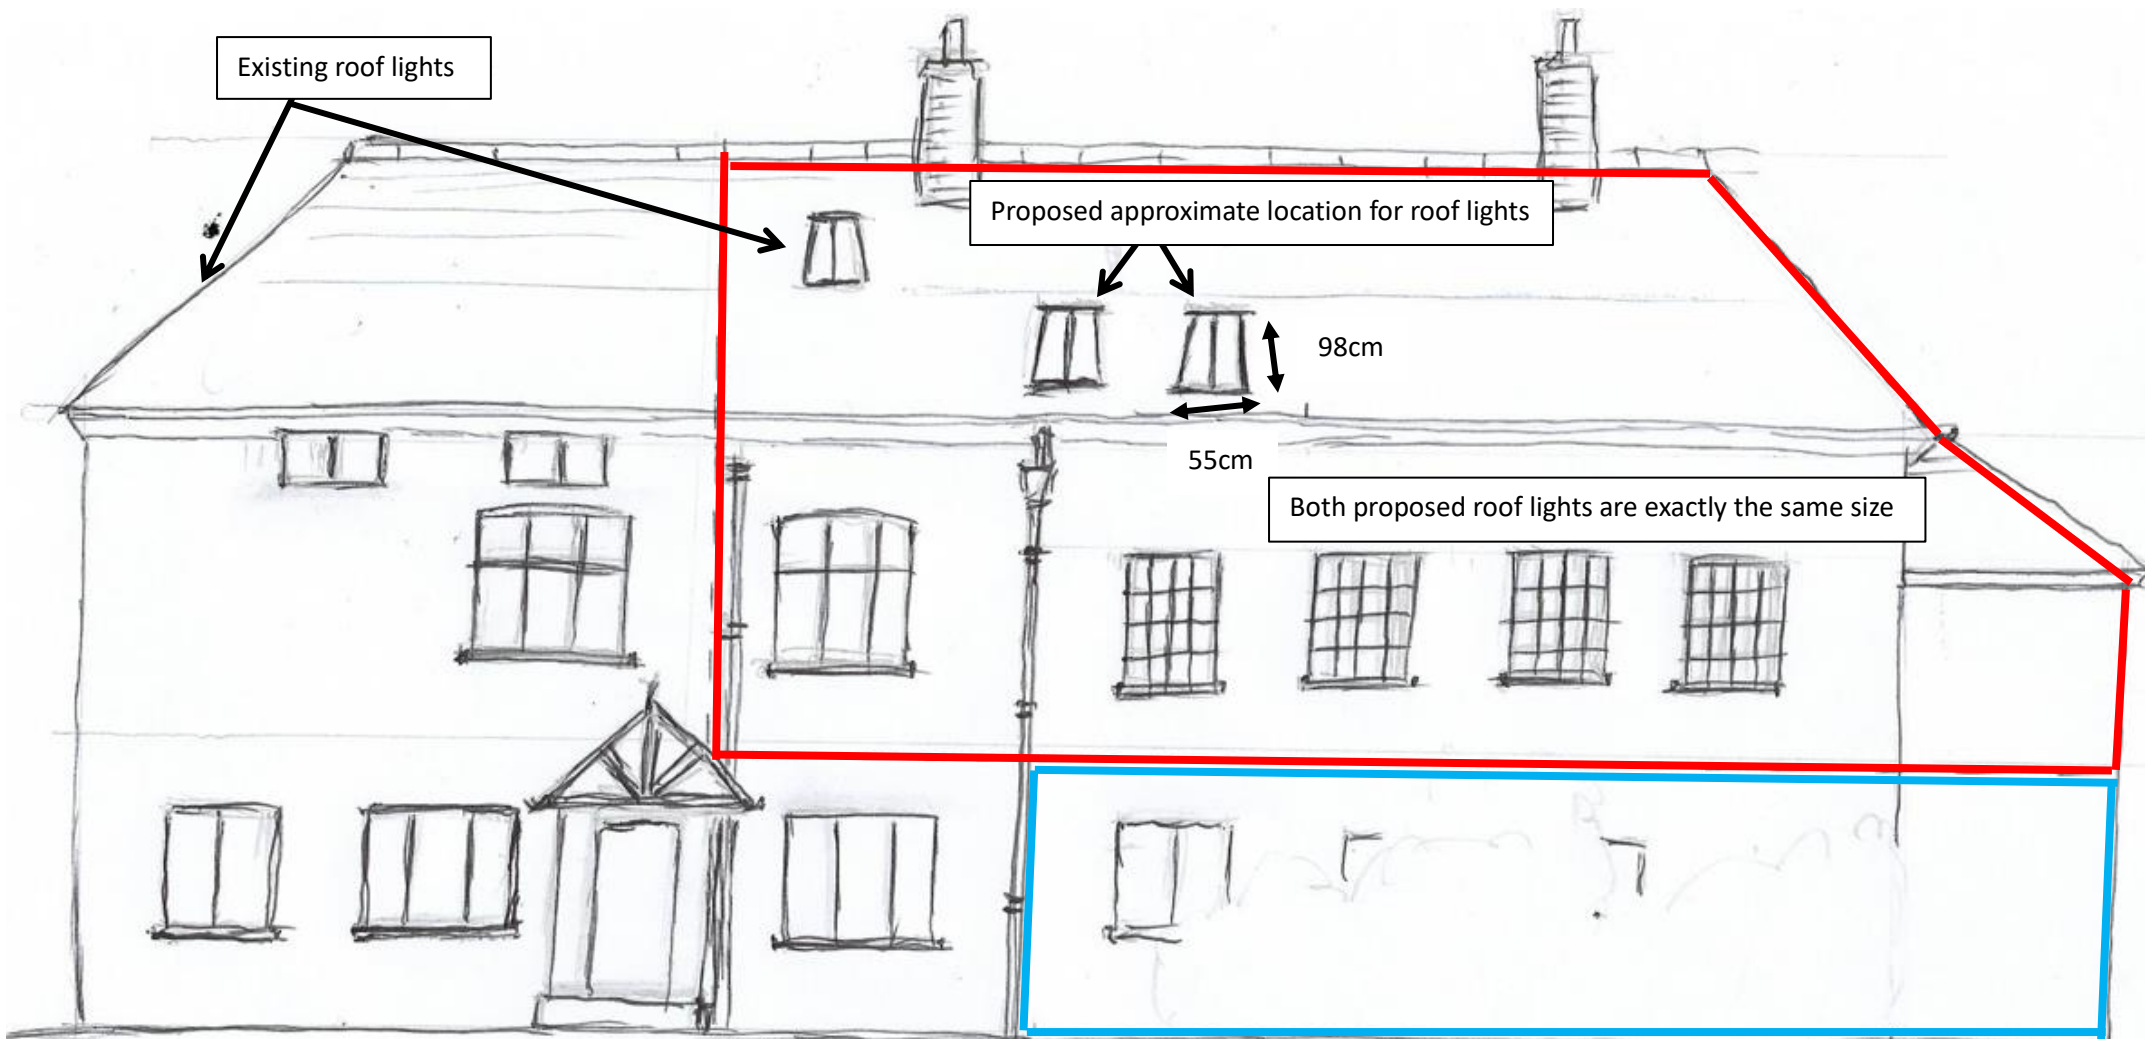 Existing roof lights
Proposed approximate location for roof lights
98cm
55cm
Both proposed roof lights are exactly the same size